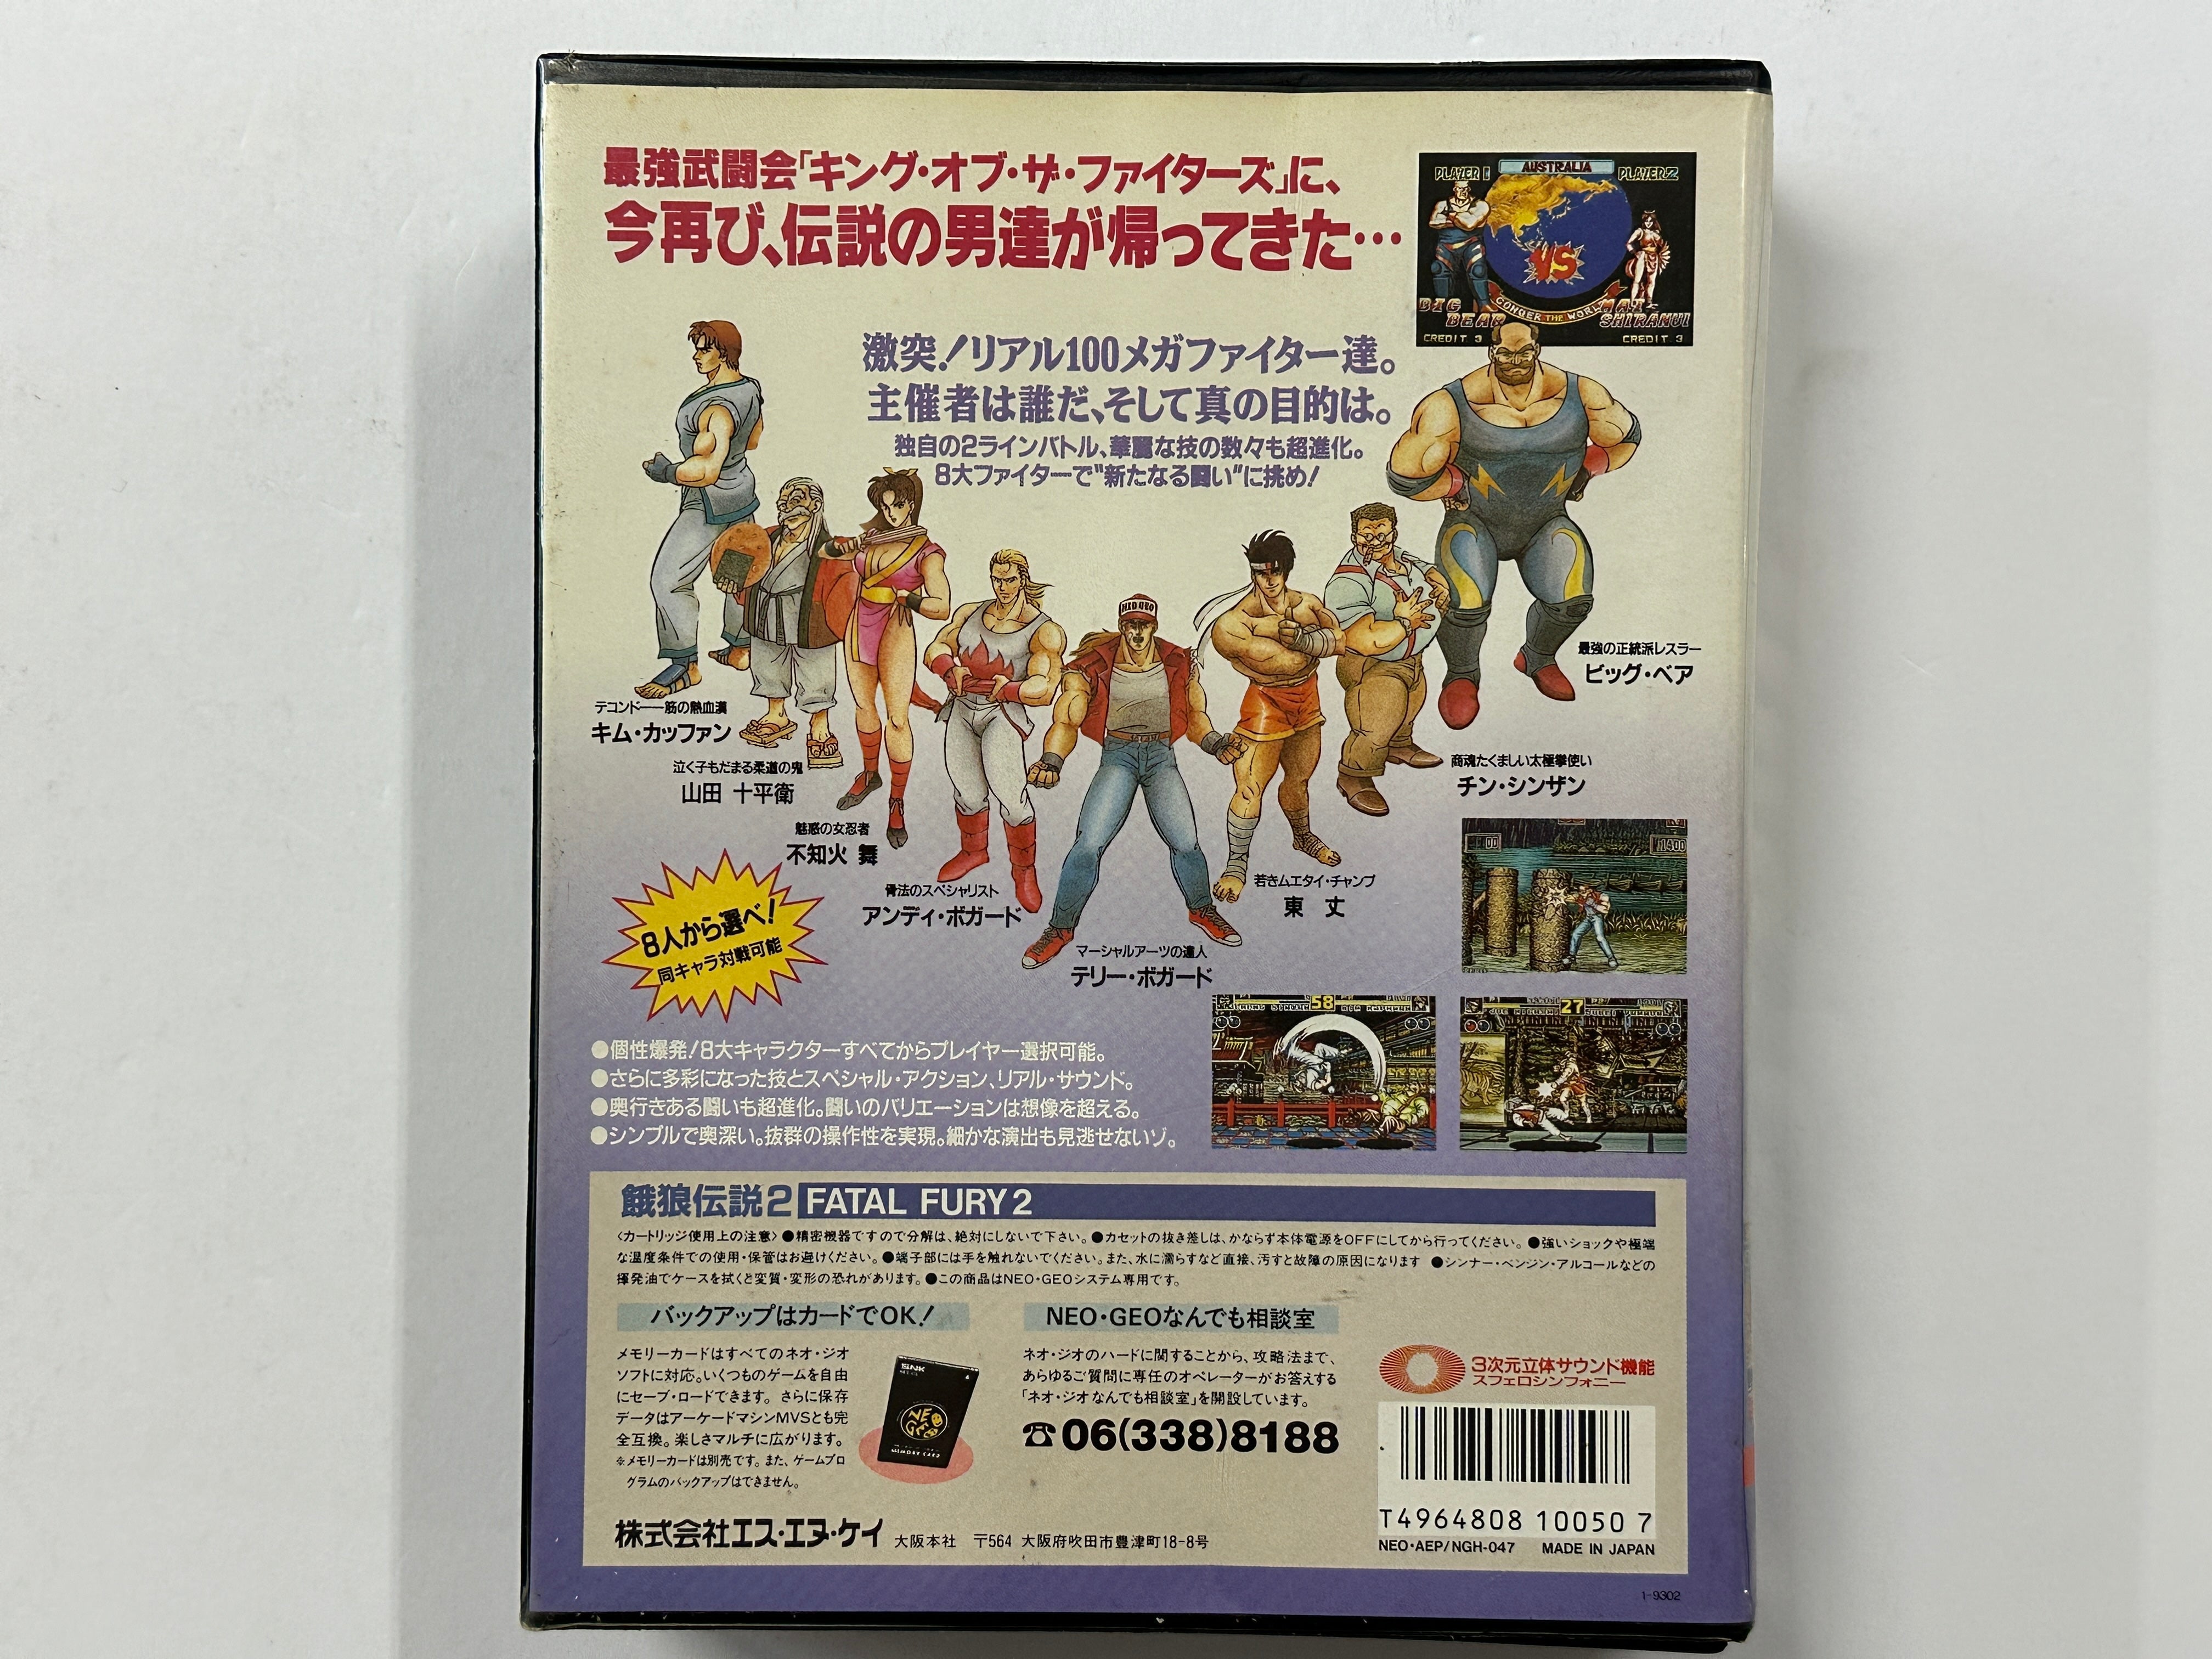 最強武闘会「キング・オブ・ザ・ファイターズ」に、
今再び、伝説の男達が帰ってきた…
PLAYER 1 AUSTRALIA PLAYER 2
VS
CONQER THE WORL
BIG BEAR
MAI SHIRANUI
CREDIT 3 CREDIT 3
激突！リアル100メガファイター達。
主催者は誰だ、そして真の目的は。
独自の2ラインバトル、華麗な技の数々も超進化。
8大ファイターで“新たなる闘い”に挑め！
NEO GEO
最強の正統派レスラー
ビッグ・ベア
テコンドー一筋の熱血漢
キム・カッファン
商魂たくましい太極拳使い
チン・シンザン
泣く子もだまる柔道の鬼
山田 十平衛
魅惑の女忍者
不知火 舞
骨法のスペシャリスト
アンディ・ボガード
若きムエタイ・チャンプ
東 丈
マーシャルアーツの達人
テリー・ボガード
8人から選べ！
同キャラ対戦可能
58
27
●個性爆発！8大キャラクターすべてからプレイヤー選択可能。
●さらに多彩になった技とスペシャル・アクション、リアル・サウンド。
●奥行きある闘いも超進化。闘いのバリエーションは想像を超える。
●シンプルで奥深い。抜群の操作性を実現。細かな演出も見逃せないゾ。
餓狼伝説2 FATAL FURY 2
〈カートリッジ使用上の注意〉●精密機器ですので分解は、絶対にしないで下さい。●カセットの抜き差しは、かならず本体電源をOFFにしてから行ってください。●強いショックや極端
な温度条件での使用・保管はお避けください。●端子部には手を触れないでください。また、水に濡らすなど直接、汚すと故障の原因になります ●シンナー・ベンジン・アルコールなどの
揮発油でケースを拭くと変質・変形の恐れがあります。●この商品はNEO・GEOシステム専用です。
バックアップはカードでOK！
メモリーカードはすべてのネオ・ジオ
ソフトに対応。いくつものゲームを自由
にセーブ・ロードできます。さらに保存
データはアーケードマシンMVSとも完
全互換。楽しさマルチに広がります。
※メモリーカードは別売です。また、ゲームプロ
グラムのバックアップはできません。
SNK
NEO GEO
MEMORY CARD
NEO・GEOなんでも相談室
ネオ・ジオのハードに関することから、攻略法まで、
あらゆるご質問に専任のオペレーターがお答えする
「ネオ・ジオなんでも相談室」を開設しています。
☎06(338)8188
3次元立体サウンド機能
スフェロシンフォニー
T4964808 10050 7
NEO・AEP/NGH-047 MADE IN JAPAN
株式会社エス・エヌ・ケイ 大阪本社 〒564 大阪府吹田市豊津町18-8号
1-9302